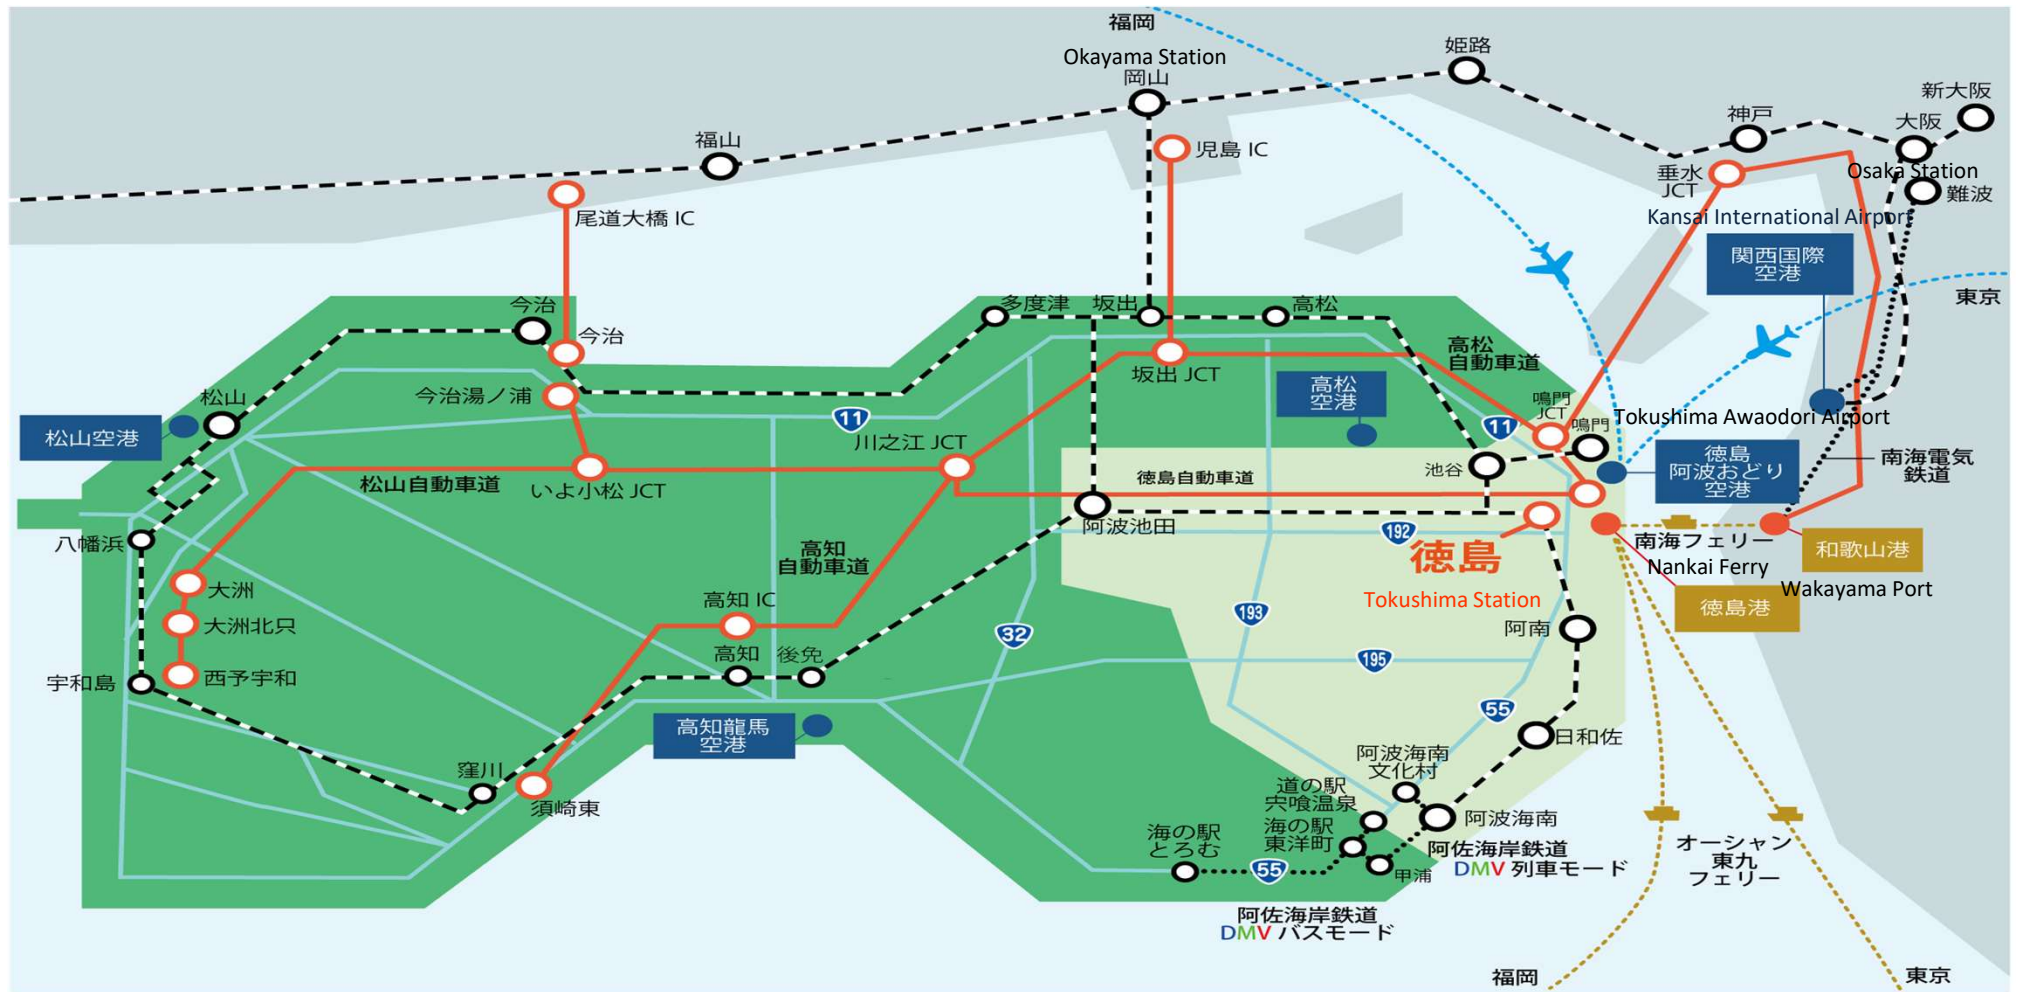 福岡
Okayama Station
岡山
姫路
新大阪
神戸
大阪
福山
児島 IC
垂水
JCT
Osaka Station
難波
尾道大橋 IC
Kansai International Airport
関西国際
空港
東京
今治
今治
多度津
坂出
高松
高松
自動車道
坂出 JCT
今治湯ノ浦
松山
高松
空港
鳴門
JCT
鳴門
Tokushima Awaodori Airport
11
11
松山空港
川之江 JCT
池谷
徳島
阿波おどり
空港
南海電気
鉄道
松山自動車道
いよ小松 JCT
徳島自動車道
阿波池田
192
八幡浜
高知
自動車道
徳島
南海フェリー
Nankai Ferry
和歌山港
Wakayama Port
大洲
高知 IC
Tokushima Station
徳島港
大洲北只
193
32
阿南
高知
後免
195
宇和島
西予宇和
55
高知龍馬
空港
日和佐
阿波海南
文化村
窪川
須崎東
道の駅
宍喰温泉
海の駅
東洋町
阿波海南
海の駅
とろむ
阿佐海岸鉄道
DMV 列車モード
甲浦
55
オーシャン
東九
フェリー
阿佐海岸鉄道
DMV バスモード
福岡
東京